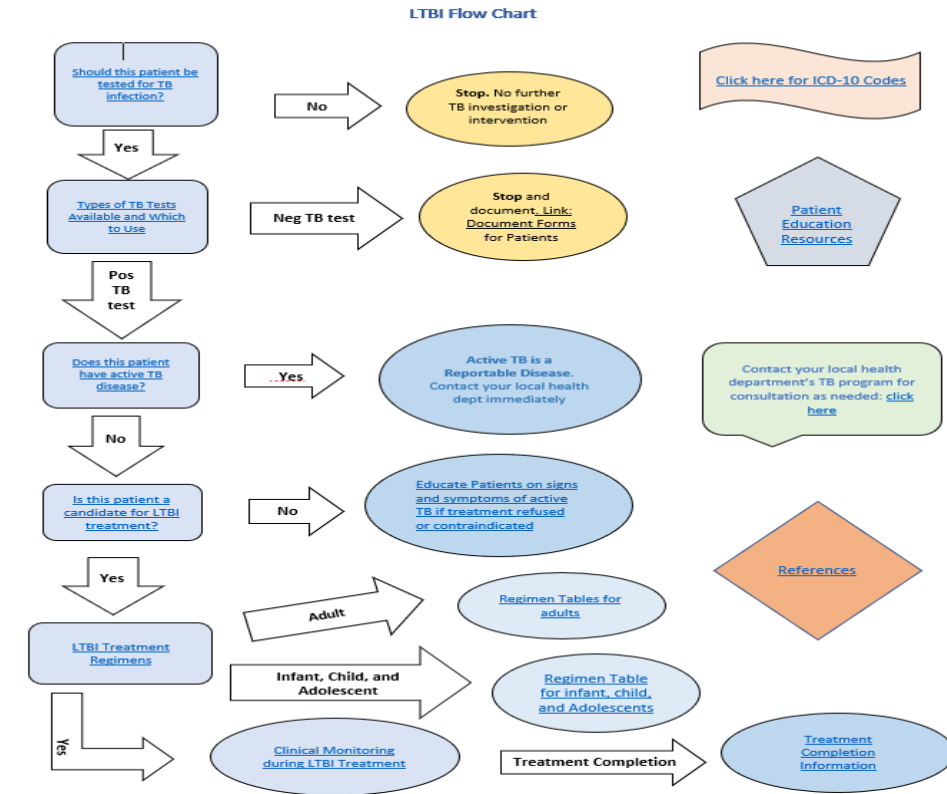 LTBI Flow Chart
Should this patient be
tested for TB
infection?
No
Stop. No further
TB investigation or
intervention
Click here for ICD-10 Codes
Yes
Types of TB Tests
Available and Which
to Use
Neg TB test
Stop and
document. Link:
Document Forms
for Patients
Patient
Education
Resources
Pos
TB
test
Does this patient
have active TB
disease?
Yes
Active TB is a
Reportable Disease.
Contact your local health
dept immediately
Contact your local health
department's TB program for
consultation as needed: click
here
No
Is this patient a
candidate for LTBI
treatment?
No
Educate Patients on signs
and symptoms of active
TB if treatment refused
or contraindicated
References
Yes
LTBI Treatment
Regimens
Adult
Regimen Tables for
adults
Infant, Child, and
Adolescent
Regimen Table
for infant, child,
and Adolescents
Yes
Clinical Monitoring
during LTBI Treatment
Treatment Completion
Treatment
Completion
Information